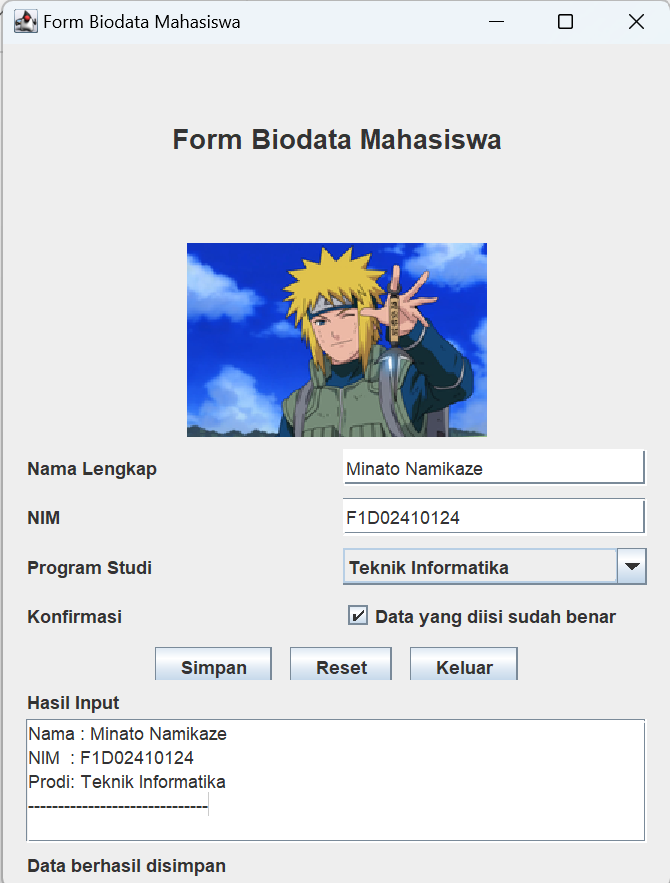 Form Biodata Mahasiswa
Form Biodata Mahasiswa
Nama Lengkap Minato Namikaze
NIM F1D02410124
Program Studi Teknik Informatika
Konfirmasi Data yang diisi sudah benar
Simpan Reset Keluar
Hasil Input
Nama : Minato Namikaze
NIM  : F1D02410124
Prodi: Teknik Informatika
------------------------------
Data berhasil disimpan